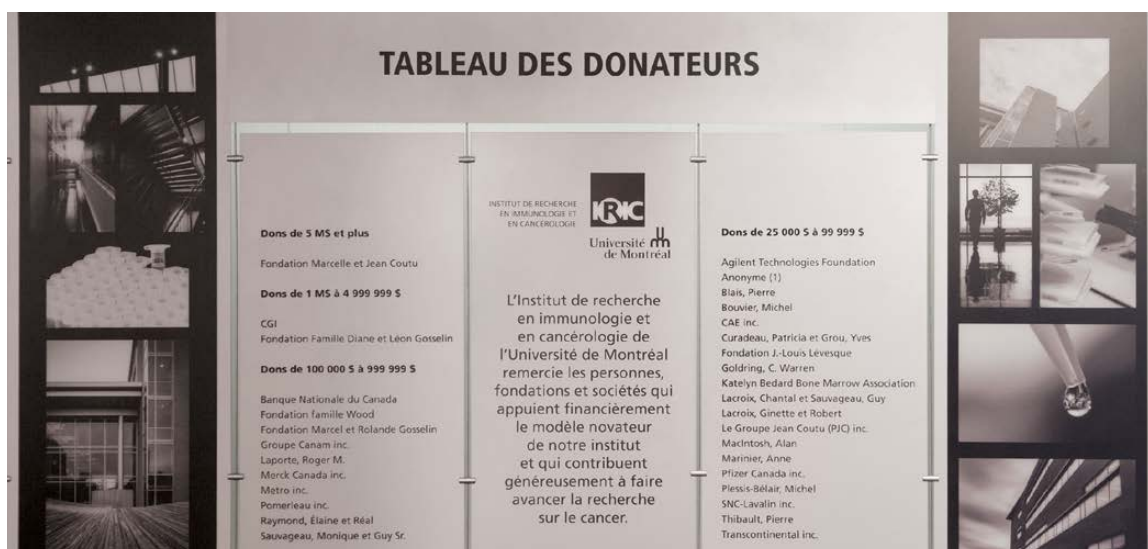 TABLEAU DES DONATEURS
Dons de 5 M$ et plus
Fondation Marcelle et Jean Coutu
Dons de 1 M$ à 4 999 999 $
CGI
Fondation Famille Diane et Léon Gosselin
Dons de 100 000 $ à 999 999 $
Banque Nationale du Canada
Fondation famille Wood
Fondation Marcel et Rolande Gosselin
Groupe Canam inc.
Laporte, Roger M.
Merck Canada inc.
Metro inc.
Pomerleau inc.
Raymond, Élaine et Réal
Sauvageau, Monique et Guy Sr.
INSTITUT DE RECHERCHE
EN IMMUNOLOGIE ET
EN CANCÉROLOGIE
IRIC
Université
de Montréal
L'Institut de recherche
en immunologie et
en cancérologie de
l'Université de Montréal
remercie les personnes,
fondations et sociétés qui
appuient financièrement
le modèle novateur
de notre institut
et qui contribuent
généreusement à faire
avancer la recherche
sur le cancer.
Dons de 25 000 $ à 99 999 $
Agilent Technologies Foundation
Anonyme (1)
Blais, Pierre
Bouvier, Michel
CAE inc.
Curadeau, Patricia et Grou, Yves
Fondation J.-Louis Lévesque
Goldring, C. Warren
Katelyn Bedard Bone Marrow Association
Lacroix, Chantal et Sauvageau, Guy
Lacroix, Ginette et Robert
Le Groupe Jean Coutu (PJC) inc.
MacIntosh, Alan
Marinier, Anne
Pfizer Canada inc.
Plessis-Bélair, Michel
SNC-Lavalin inc.
Thibault, Pierre
Transcontinental inc.